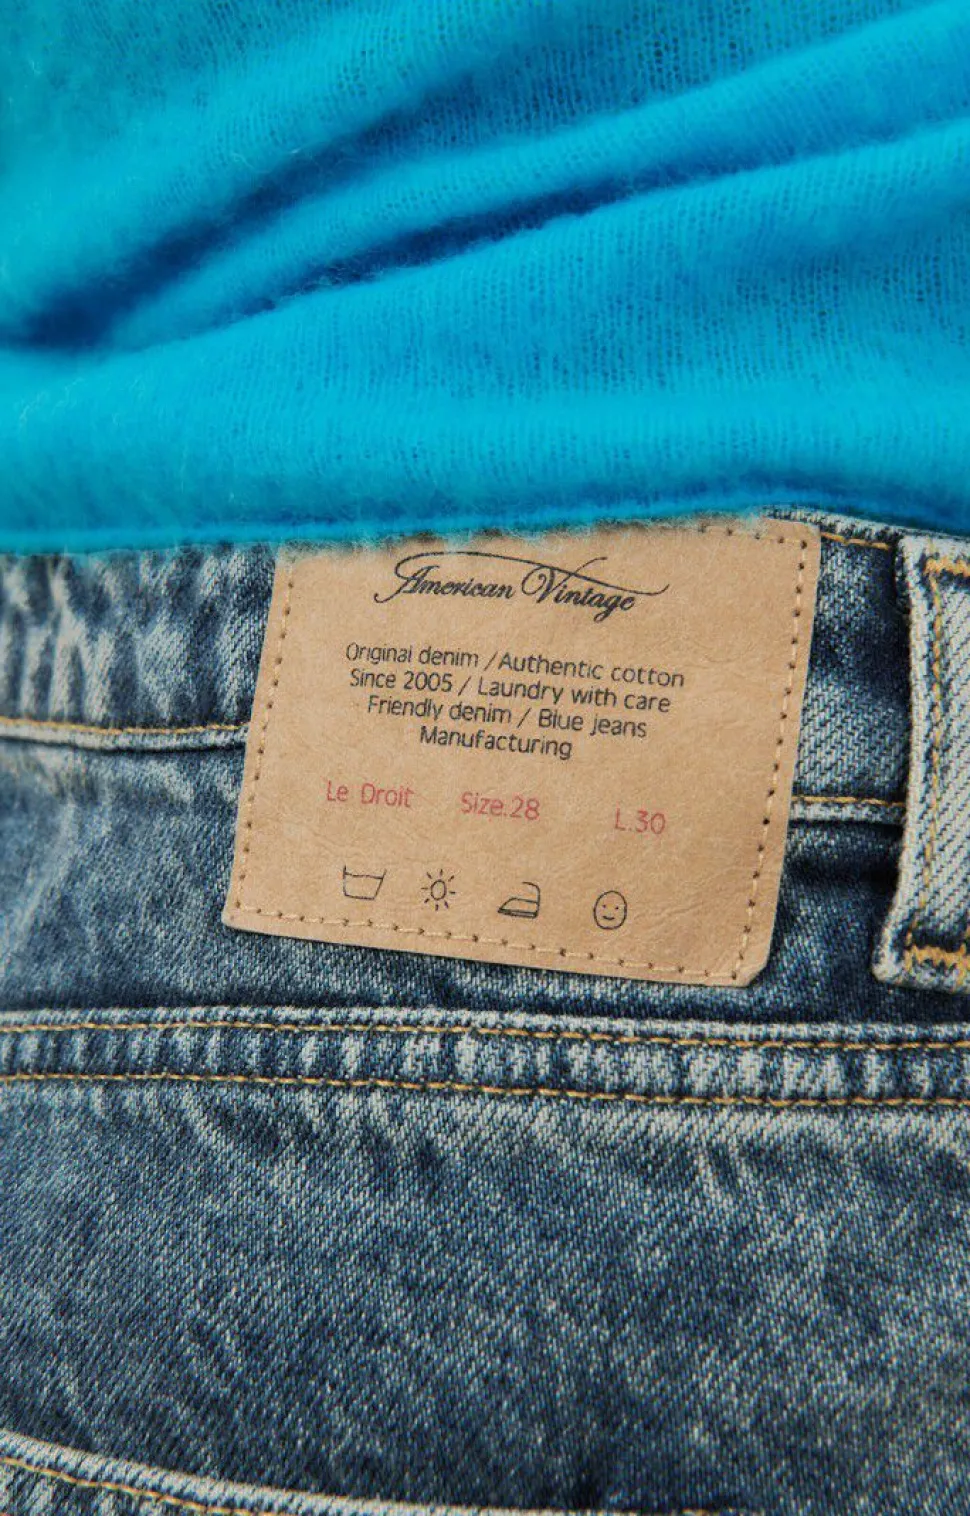 American Vintage
Original denim / Authentic cotton
Since 2005 / Laundry with care
Friendly denim / Blue jeans
Manufacturing
Le Droit Size.28 L.30